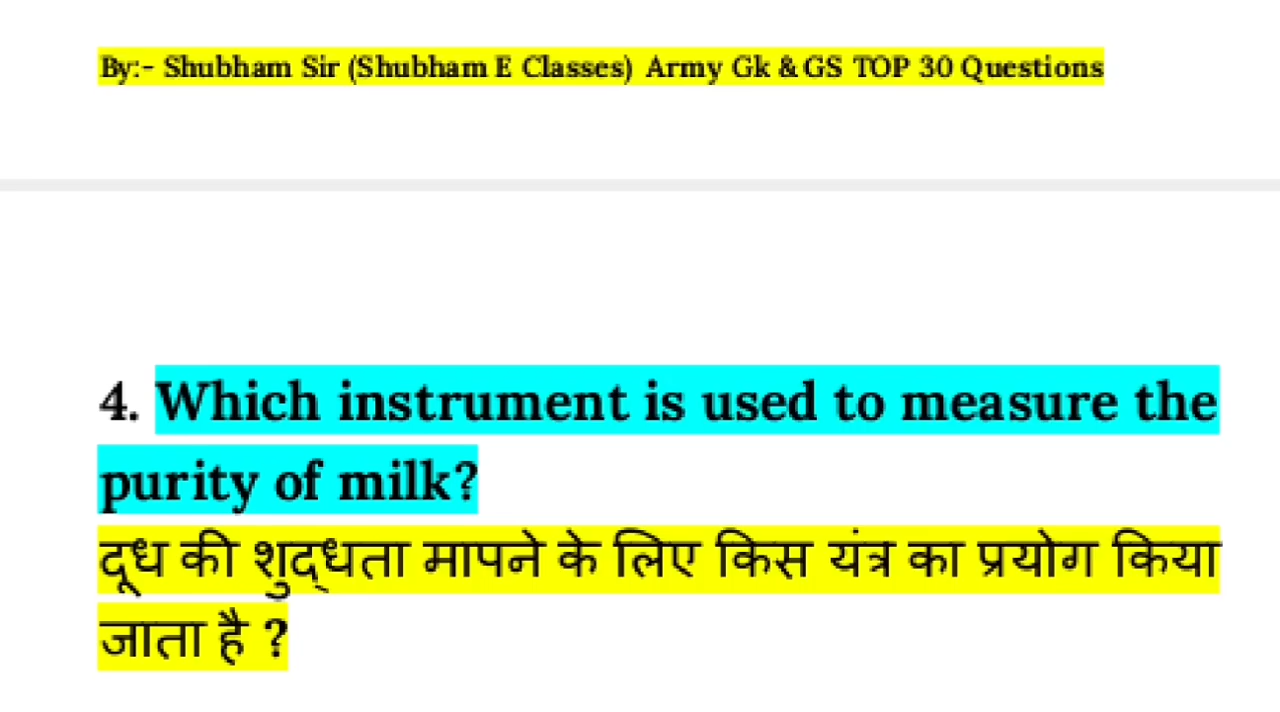 By:- Shubham Sir (Shubham E Classes) Army Gk & GS TOP 30 Questions
4. Which instrument is used to measure the
purity of milk?
दूध की शुद्धता मापने के लिए किस यंत्र का प्रयोग किया
जाता है ?